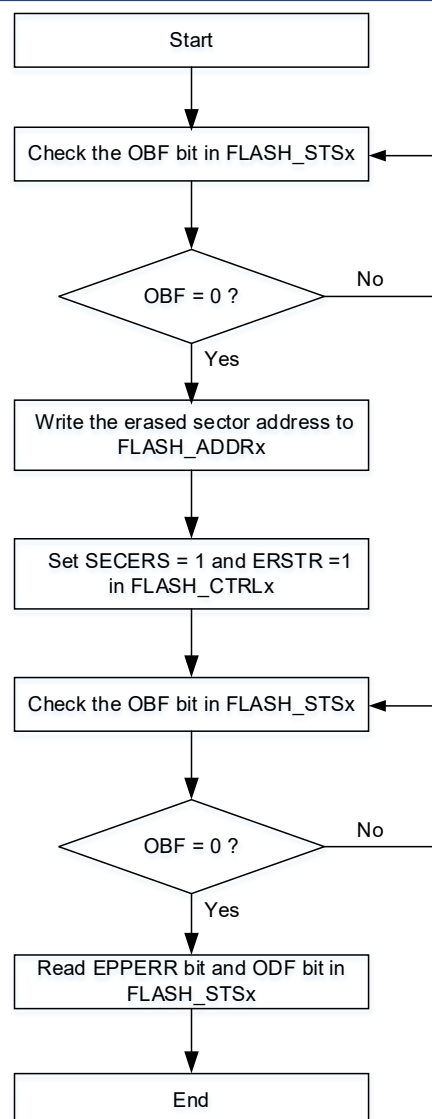 Start
Check the OBF bit in FLASH_STSx
OBF = 0 ?
No
Yes
Write the erased sector address to
FLASH_ADDRx
Set SECERS = 1 and ERSTR =1
in FLASH_CTRLx
Check the OBF bit in FLASH_STSx
OBF = 0 ?
No
Yes
Read EPPERR bit and ODF bit in
FLASH_STSx
End